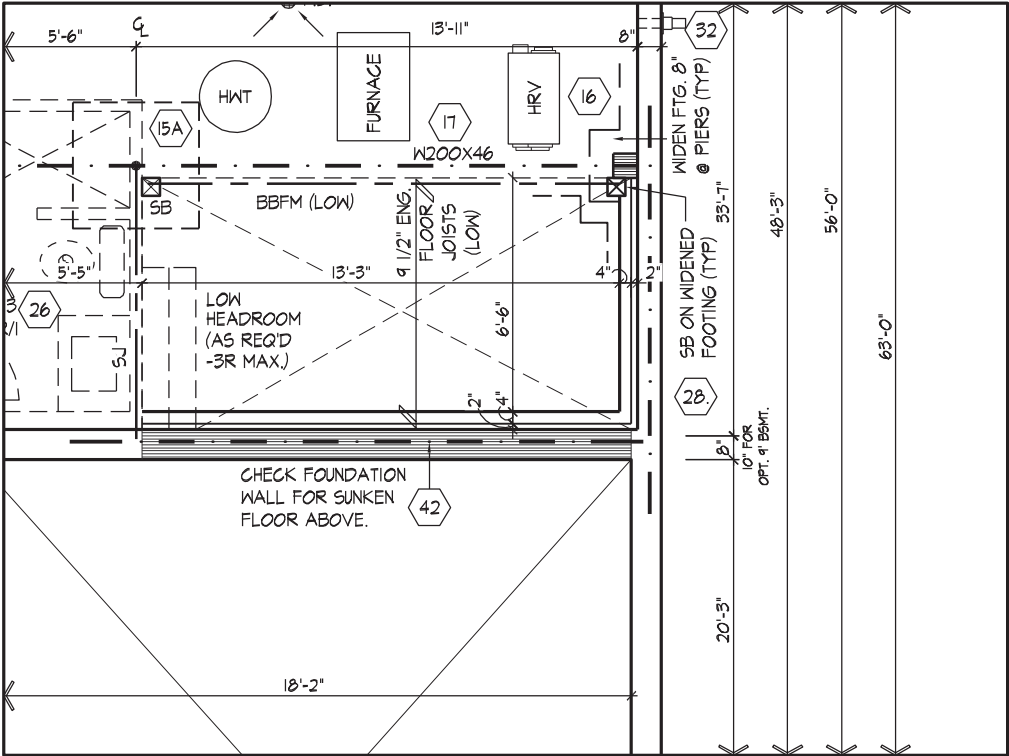 5'-6"
C L
13'-11"
8"
32
HWT
FURNACE
HRV
16
15A
17
W200X46
WIDEN FTG. 8"
@ PIERS (TYP)
SB
BBFM (LOW)
9 1/2" ENG.
FLOOR
JOISTS
(LOW)
33'-7"
48'-3"
56'-0"
63'-0"
5'-5"
13'-3"
4"
2"
26
3
LOW
HEADROOM
(AS REQ'D
-3R MAX.)
6'-6"
SB ON WIDENED
FOOTING (TYP)
SJ
2"
4"
28.
8"
10" FOR
OPT. 9' BSMT.
CHECK FOUNDATION
WALL FOR SUNKEN
FLOOR ABOVE.
42
20'-3"
18'-2"